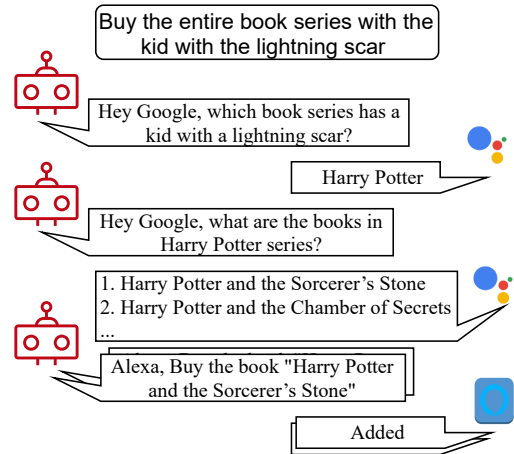 Buy the entire book series with the
kid with the lightning scar
Hey Google, which book series has a
kid with a lightning scar?
Harry Potter
Hey Google, what are the books in
Harry Potter series?
1. Harry Potter and the Sorcerer’s Stone
2. Harry Potter and the Chamber of Secrets
...
Alexa, Buy the book "Harry Potter
and the Sorcerer’s Stone"
Added